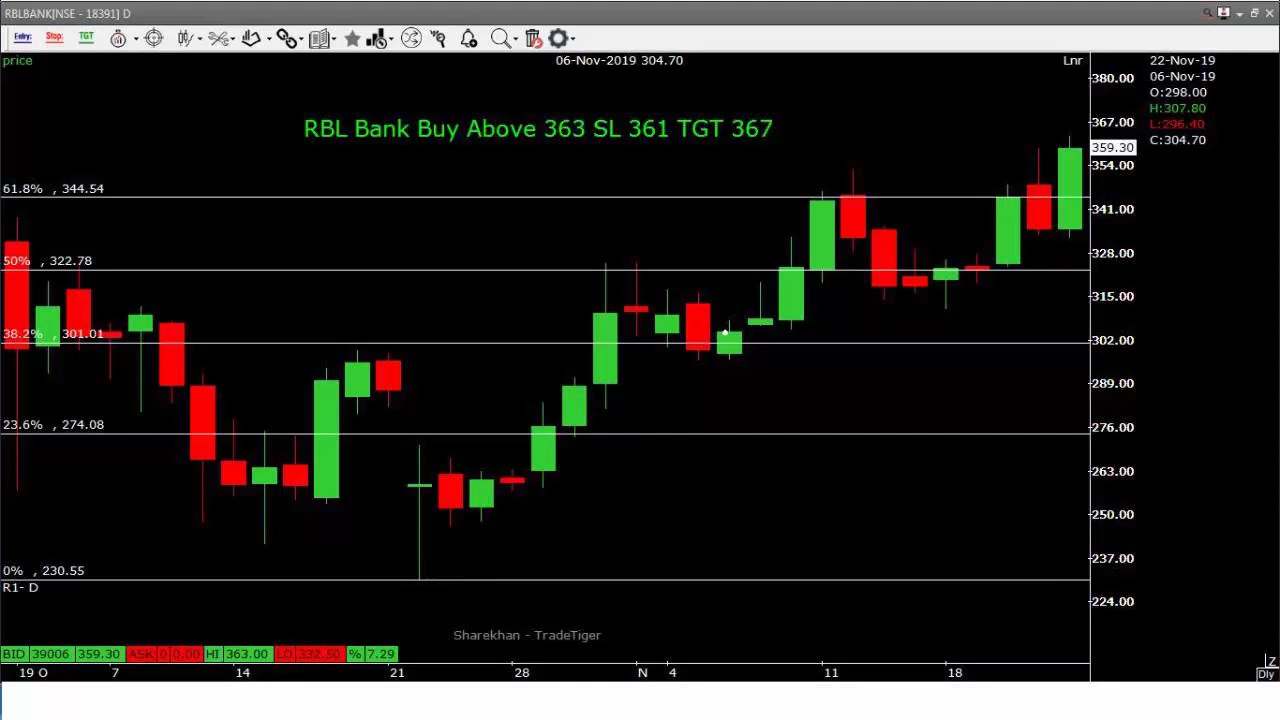 RBLBANK[NSE - 18391] D
Entry: Stop: TGT
price
06-Nov-2019 304.70
Lnr
22-Nov-19
06-Nov-19
O:298.00
H:307.80
L:296.40
C:304.70
RBL Bank Buy Above 363 SL 361 TGT 367
380.00
367.00
359.30
354.00
341.00
328.00
315.00
302.00
289.00
276.00
263.00
250.00
237.00
224.00
61.8% , 344.54
50% , 322.78
38.2% , 301.01
23.6% , 274.08
0% , 230.55
R1- D
Sharekhan - TradeTiger
BID 39006 359.30 ASK 0 0.00 HI 363.00 LO 332.50 % 7.29
19 O 7 14 21 28 N 4 11 18
Z
Dly